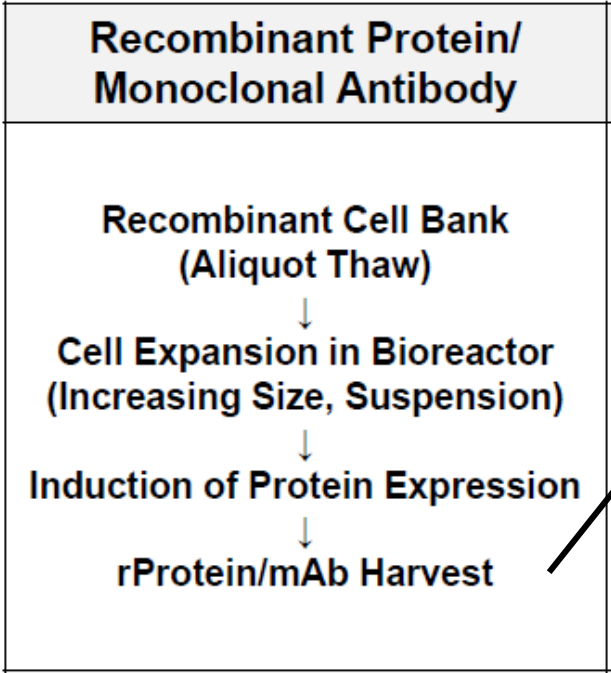 Recombinant Protein/
Monoclonal Antibody
Recombinant Cell Bank
(Aliquot Thaw)
↓
Cell Expansion in Bioreactor
(Increasing Size, Suspension)
↓
Induction of Protein Expression
↓
rProtein/mAb Harvest